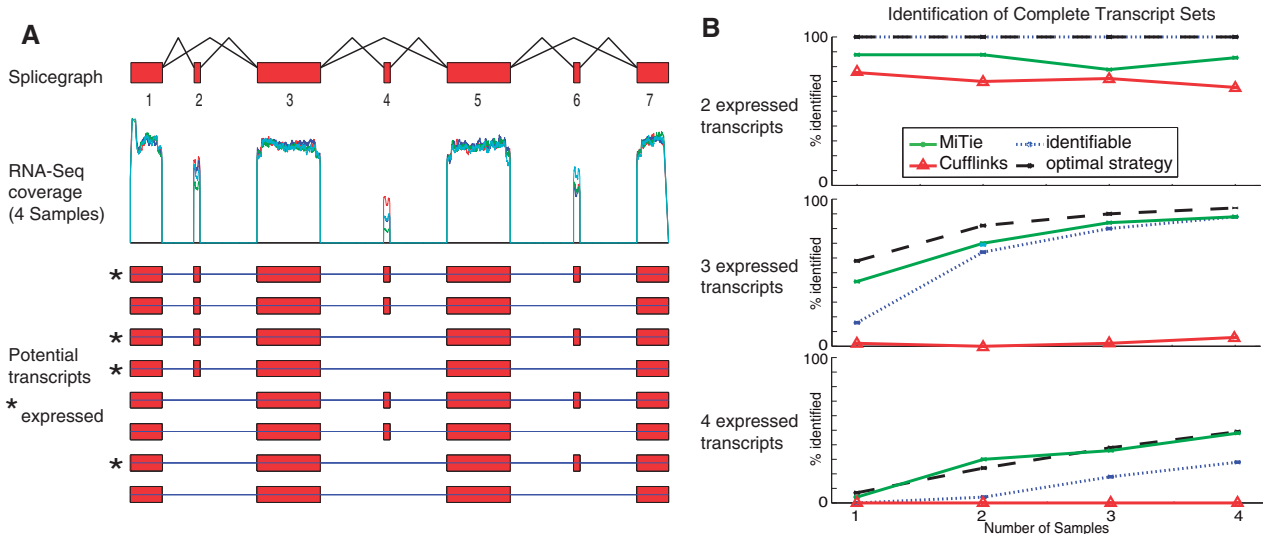 A
Splicegraph
1 2 3 4 5 6 7
RNA-Seq
coverage
(4 Samples)
*
*
Potential
transcripts
*
* expressed
*
B
Identification of Complete Transcript Sets
2 expressed
transcripts
% identified
100
0
MiTie
Cufflinks
identifiable
optimal strategy
3 expressed
transcripts
% identified
100
0
4 expressed
transcripts
% identified
100
0
1 2 3 4
Number of Samples